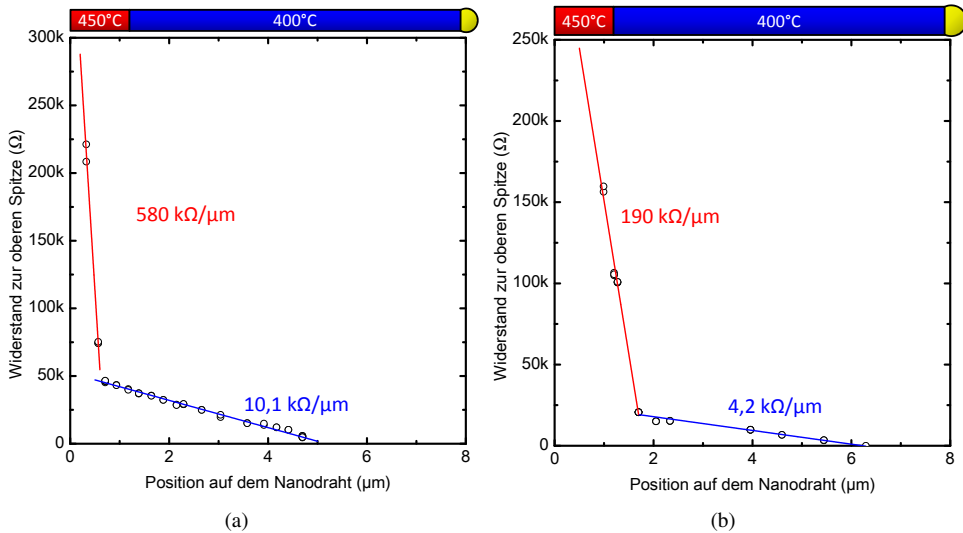 450°C 400°C
300k
250k
200k
150k
100k
50k
0
0 2 4 6 8
Widerstand zur oberen Spitze (Ω)
580 kΩ/µm
10,1 kΩ/µm
Position auf dem Nanodraht (µm)
(a)
450°C 400°C
250k
200k
150k
100k
50k
0
0 2 4 6 8
Widerstand zur oberen Spitze (Ω)
190 kΩ/µm
4,2 kΩ/µm
Position auf dem Nanodraht (µm)
(b)